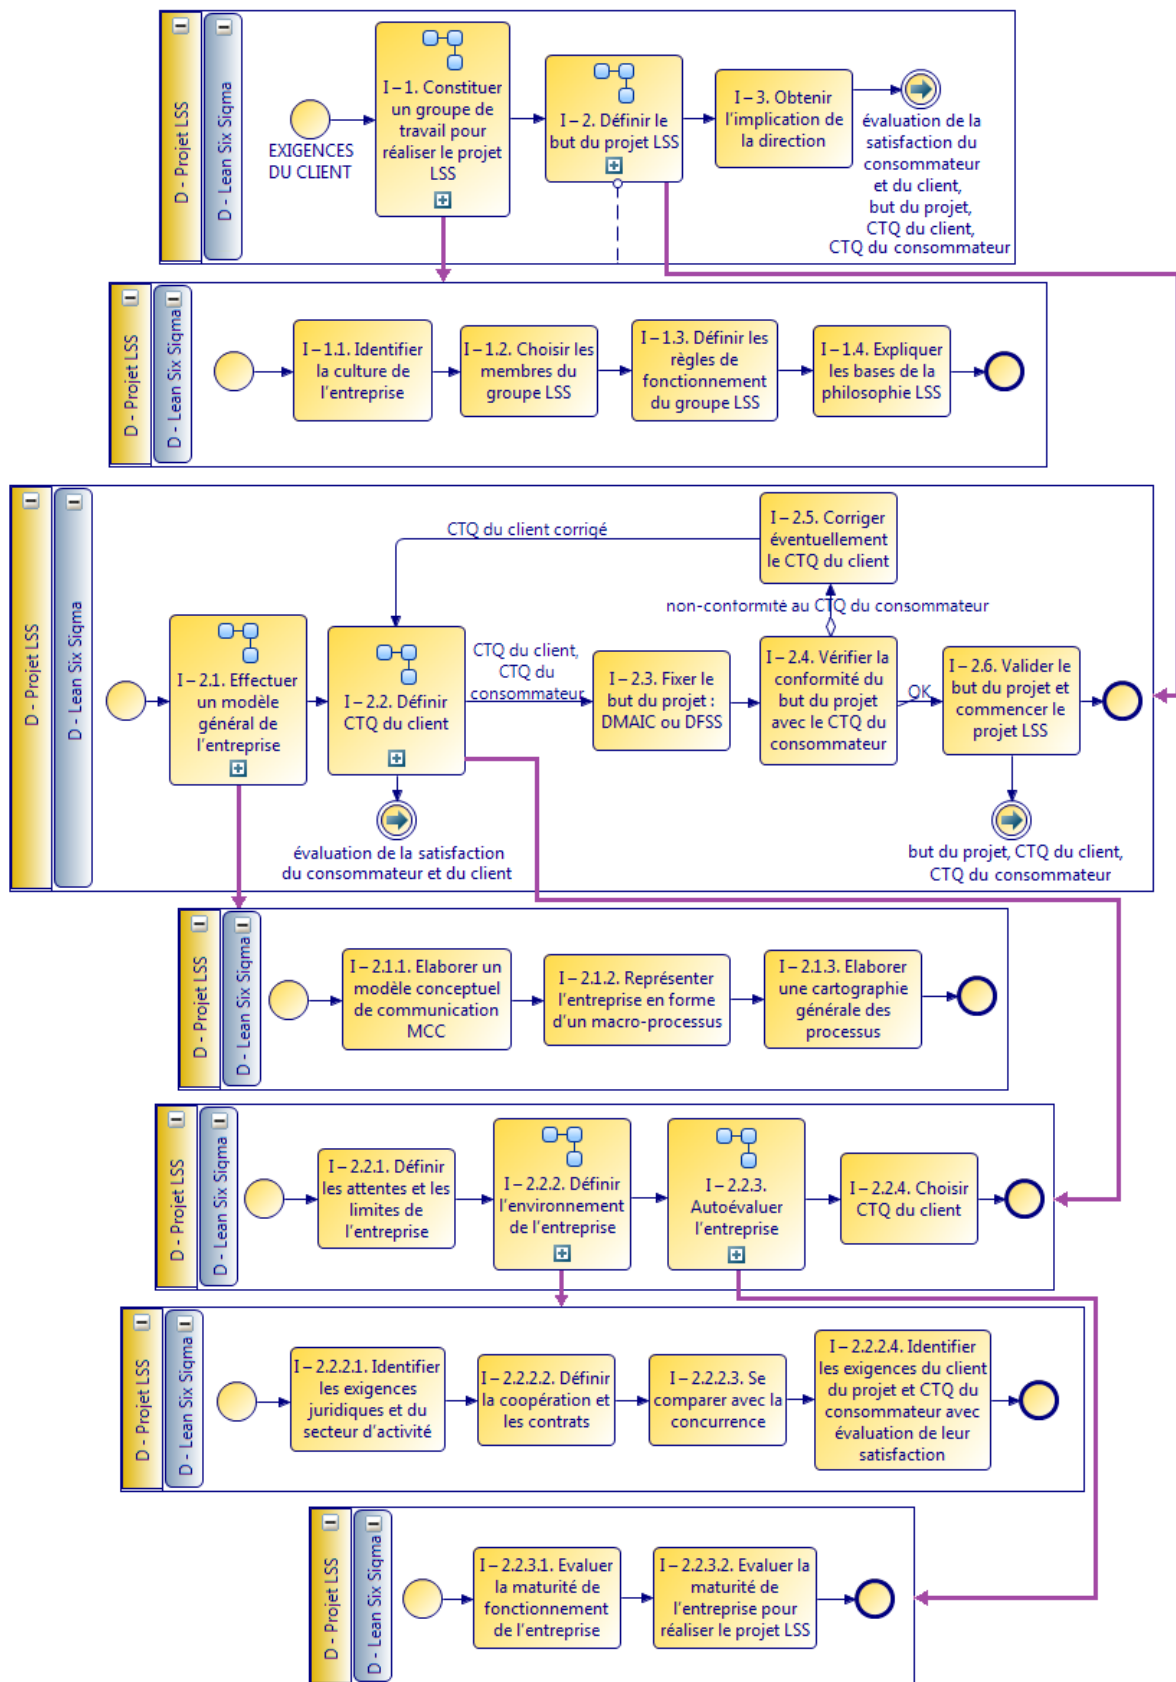 D - Projet LSS
D - Lean Six Sigma
EXIGENCES
DU CLIENT
I – 1. Constituer
un groupe de
travail pour
réaliser le projet
LSS
I – 2. Définir le
but du projet LSS
I – 3. Obtenir
l'implication de
la direction
évaluation de la
satisfaction du
consommateur
et du client,
but du projet,
CTQ du client,
CTQ du consommateur
D - Projet LSS
D - Lean Six Sigma
I – 1.1. Identifier
la culture de
l'entreprise
I – 1.2. Choisir les
membres du
groupe LSS
I – 1.3. Définir les
règles de
fonctionnement
du groupe LSS
I – 1.4. Expliquer
les bases de la
philosophie LSS
D - Projet LSS
D - Lean Six Sigma
CTQ du client corrigé
I – 2.5. Corriger
éventuellement
le CTQ du client
non-conformité au CTQ du consommateur
I – 2.1. Effectuer
un modèle
général de
l'entreprise
I – 2.2. Définir
CTQ du client
CTQ du client,
CTQ du
consommateur
I – 2.3. Fixer le
but du projet :
DMAIC ou DFSS
I – 2.4. Vérifier la
conformité du
but du projet
avec le CTQ du
consommateur
OK
I – 2.6. Valider le
but du projet et
commencer le
projet LSS
évaluation de la satisfaction
du consommateur et du client
but du projet, CTQ du client,
CTQ du consommateur
D - Projet LSS
D - Lean Six Sigma
I – 2.1.1. Elaborer un
modèle conceptuel
de communication
MCC
I – 2.1.2. Représenter
l'entreprise en forme
d'un macro-processus
I – 2.1.3. Elaborer
une cartographie
générale des
processus
D - Projet LSS
D - Lean Six Sigma
I – 2.2.1. Définir
les attentes et les
limites de
l'entreprise
I – 2.2.2. Définir
l'environnement
de l'entreprise
I – 2.2.3.
Autoévaluer
l'entreprise
I – 2.2.4. Choisir
CTQ du client
D - Projet LSS
D - Lean Six Sigma
I – 2.2.2.1. Identifier
les exigences
juridiques et du
secteur d'activité
I – 2.2.2.2. Définir
la coopération et
les contrats
I – 2.2.2.3. Se
comparer avec la
concurrence
I – 2.2.2.4. Identifier
les exigences du client
du projet et CTQ du
consommateur avec
évaluation de leur
satisfaction
D - Projet LSS
D - Lean Six Sigma
I – 2.2.3.1. Evaluer
la maturité de
fonctionnement
de l'entreprise
I – 2.2.3.2. Evaluer la
maturité de
l'entreprise pour
réaliser le projet LSS